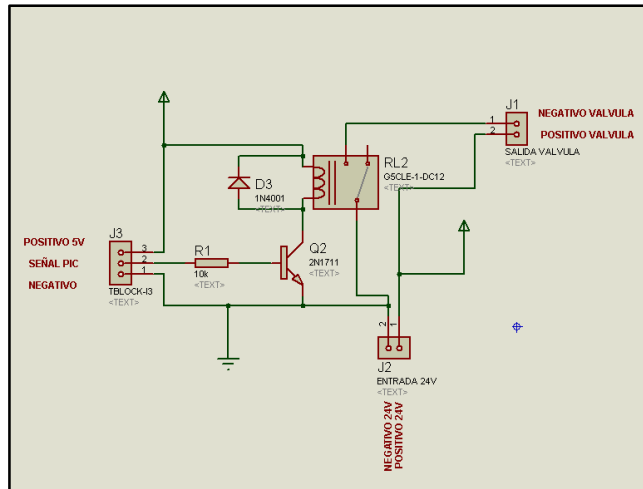 J1
1
NEGATIVO VALVULA
2
POSITIVO VALVULA
SALIDA VALVULA
<TEXT>
RL2
G5CLE-1-DC12
<TEXT>
D3
1N4001
<TEXT>
J3
POSITIVO 5V
3
SEÑAL PIC
2
NEGATIVO
1
TBLOCK-I3
<TEXT>
R1
10k
<TEXT>
Q2
2N1711
<TEXT>
2
1
J2
ENTRADA 24V
<TEXT>
NEGATIVO 24V
POSITIVO 24V